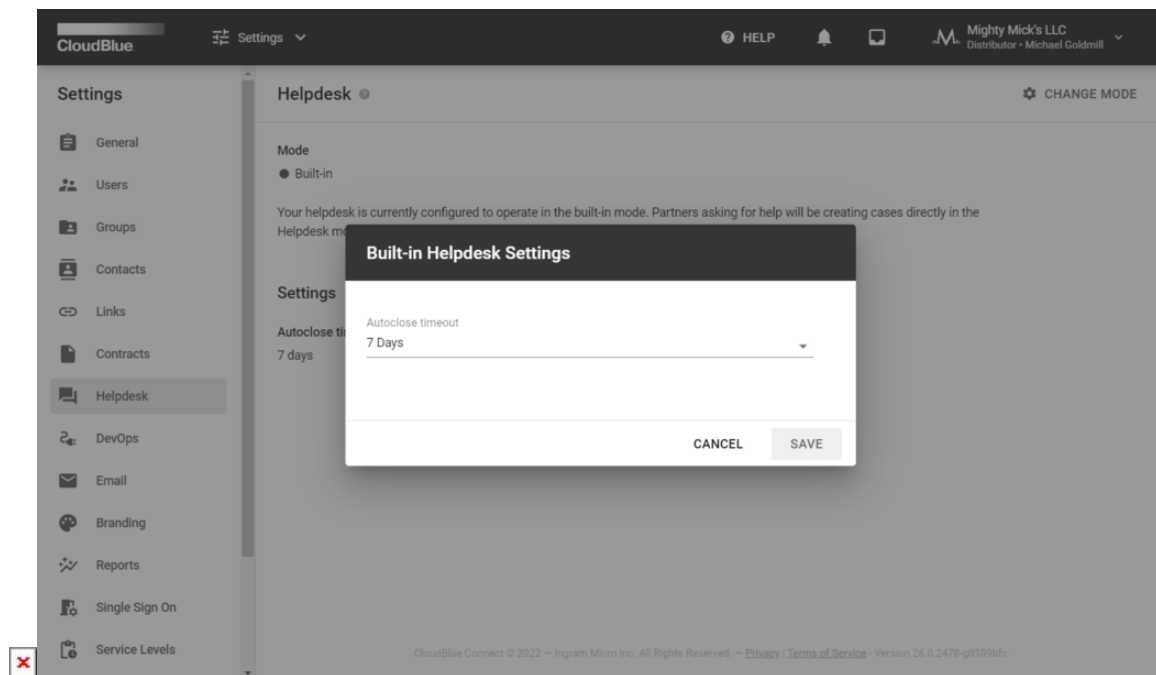 CloudBlue
Settings
HELP
Mighty Mick's LLC
Distributor • Michael Goldmill
Settings
General
Users
Groups
Contacts
Links
Contracts
Helpdesk
DevOps
Email
Branding
Reports
Single Sign On
Service Levels
Helpdesk
CHANGE MODE
Mode
Built-in
Your helpdesk is currently configured to operate in the built-in mode. Partners asking for help will be creating cases directly in the
Helpdesk
Settings
Autoclose
7 days
Built-in Helpdesk Settings
Autoclose timeout
7 Days
CANCEL
SAVE
CloudBlue Connect © 2022 — Ingram Micro Inc. All Rights Reserved. — Privacy | Terms of Service - Version 26.0.2478-g0109bfc